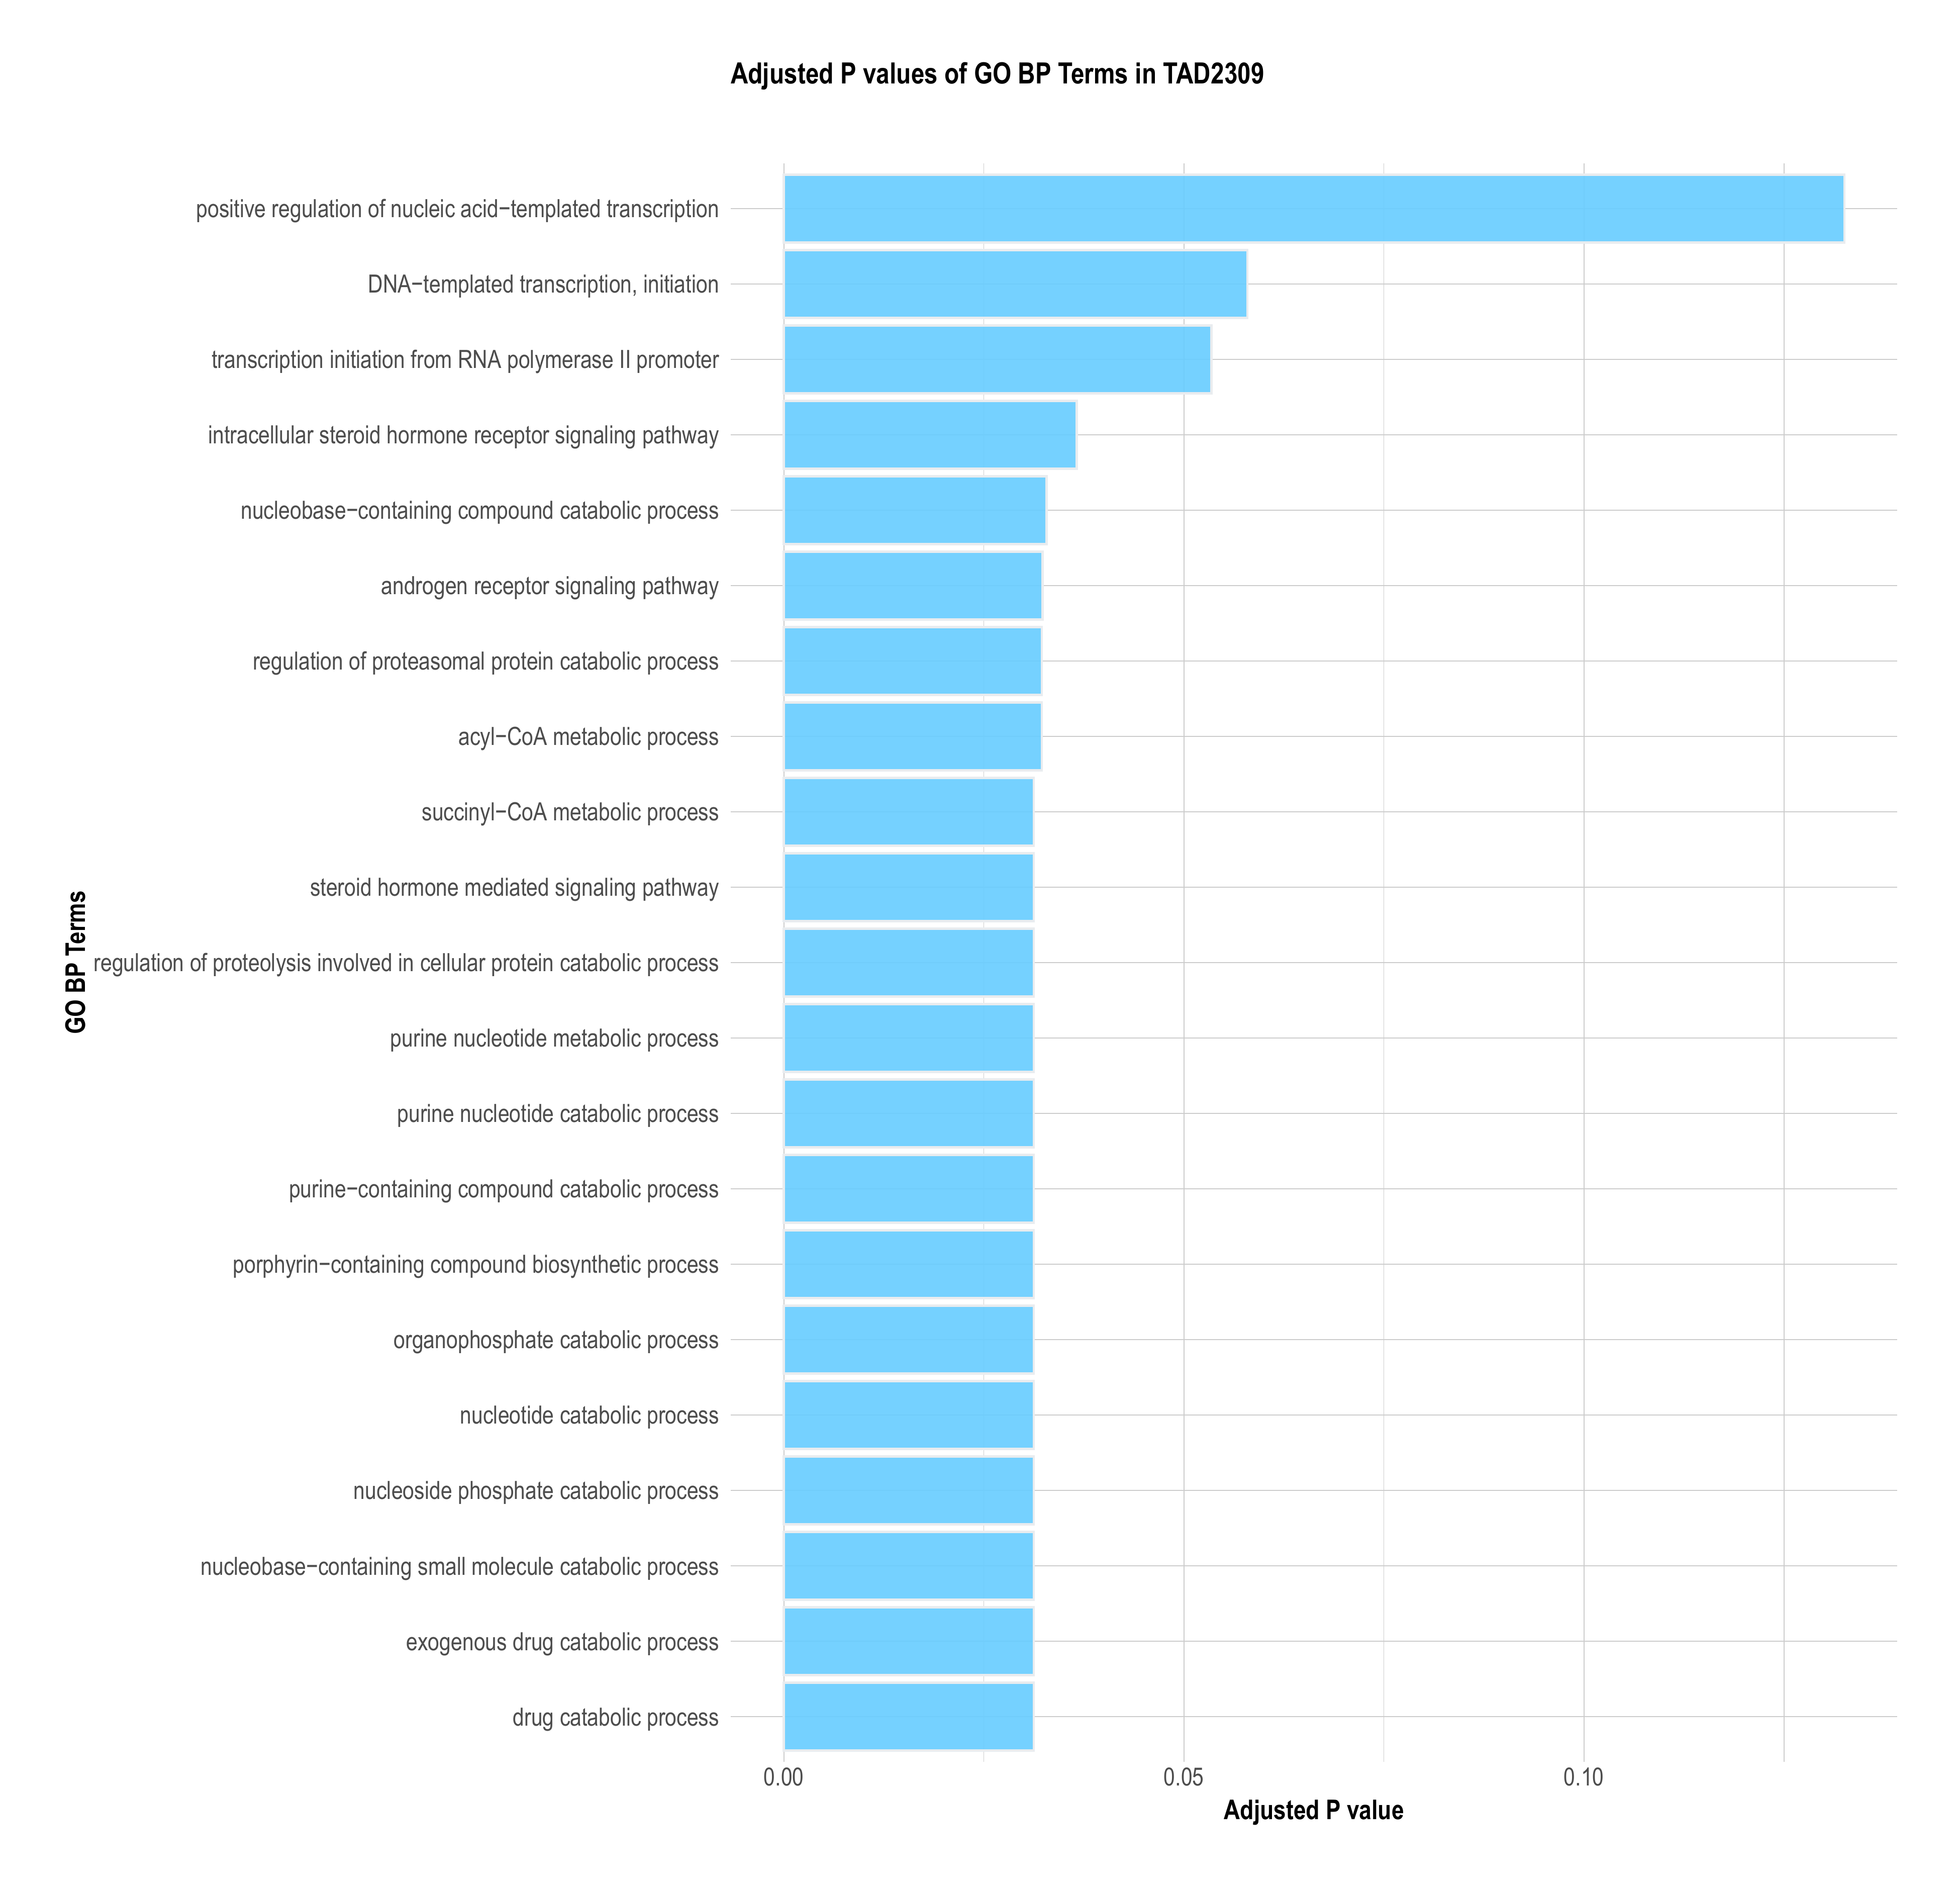 Adjusted P values of GO BP Terms in TAD2309
positive regulation of nucleic acid−templated transcription
DNA−templated transcription, initiation
transcription initiation from RNA polymerase II promoter
intracellular steroid hormone receptor signaling pathway
nucleobase−containing compound catabolic process
androgen receptor signaling pathway
regulation of proteasomal protein catabolic process
acyl−CoA metabolic process
succinyl−CoA metabolic process
steroid hormone mediated signaling pathway
regulation of proteolysis involved in cellular protein catabolic process
purine nucleotide metabolic process
purine nucleotide catabolic process
purine−containing compound catabolic process
porphyrin−containing compound biosynthetic process
organophosphate catabolic process
nucleotide catabolic process
nucleoside phosphate catabolic process
nucleobase−containing small molecule catabolic process
exogenous drug catabolic process
drug catabolic process
GO BP Terms
0.00 0.05 0.10
Adjusted P value